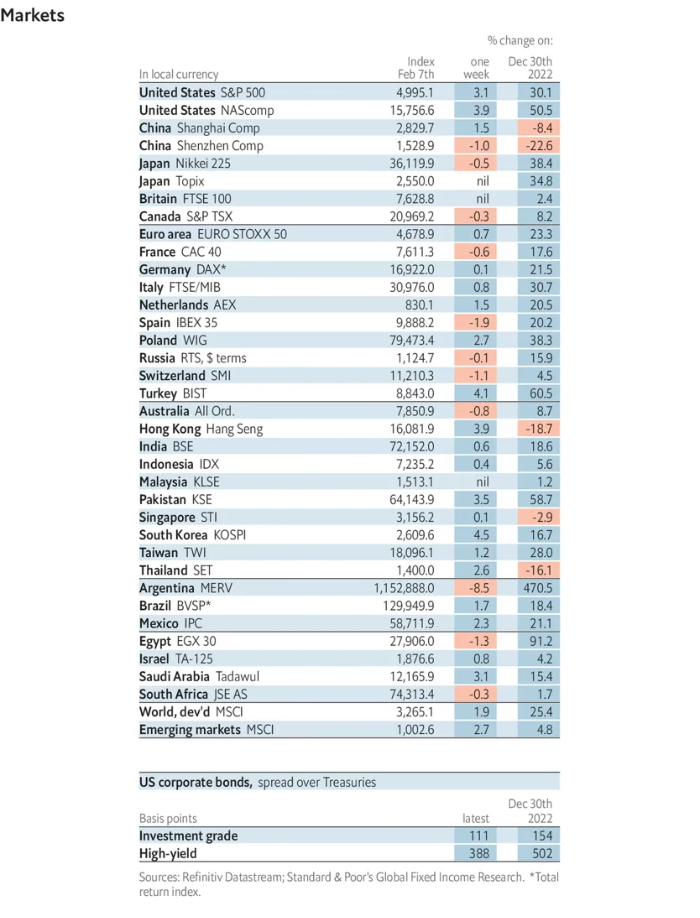 Markets
% change on:
Index one Dec 30th
In local currency Feb 7th week 2022
United States S&P 500 4,995.1 3.1 30.1
United States NAScomp 15,756.6 3.9 50.5
China Shanghai Comp 2,829.7 1.5 -8.4
China Shenzhen Comp 1,528.9 -1.0 -22.6
Japan Nikkei 225 36,119.9 -0.5 38.4
Japan Topix 2,550.0 nil 34.8
Britain FTSE 100 7,628.8 nil 2.4
Canada S&P TSX 20,969.2 -0.3 8.2
Euro area EURO STOXX 50 4,678.9 0.7 23.3
France CAC 40 7,611.3 -0.6 17.6
Germany DAX* 16,922.0 0.1 21.5
Italy FTSE/MIB 30,976.0 0.8 30.7
Netherlands AEX 830.1 1.5 20.5
Spain IBEX 35 9,888.2 -1.9 20.2
Poland WIG 79,473.4 2.7 38.3
Russia RTS, $ terms 1,124.7 -0.1 15.9
Switzerland SMI 11,210.3 -1.1 4.5
Turkey BIST 8,843.0 4.1 60.5
Australia All Ord. 7,850.9 -0.8 8.7
Hong Kong Hang Seng 16,081.9 3.9 -18.7
India BSE 72,152.0 0.6 18.6
Indonesia IDX 7,235.2 0.4 5.6
Malaysia KLSE 1,513.1 nil 1.2
Pakistan KSE 64,143.9 3.5 58.7
Singapore STI 3,156.2 0.1 -2.9
South Korea KOSPI 2,609.6 4.5 16.7
Taiwan TWI 18,096.1 1.2 28.0
Thailand SET 1,400.0 2.6 -16.1
Argentina MERV 1,152,888.0 -8.5 470.5
Brazil BVSP* 129,949.9 1.7 18.4
Mexico IPC 58,711.9 2.3 21.1
Egypt EGX 30 27,906.0 -1.3 91.2
Israel TA-125 1,876.6 0.8 4.2
Saudi Arabia Tadawul 12,165.9 3.1 15.4
South Africa JSE AS 74,313.4 -0.3 1.7
World, dev'd MSCI 3,265.1 1.9 25.4
Emerging markets MSCI 1,002.6 2.7 4.8
US corporate bonds, spread over Treasuries
Dec 30th
Basis points latest 2022
Investment grade 111 154
High-yield 388 502
Sources: Refinitiv Datastream; Standard & Poor's Global Fixed Income Research. *Total
return index.